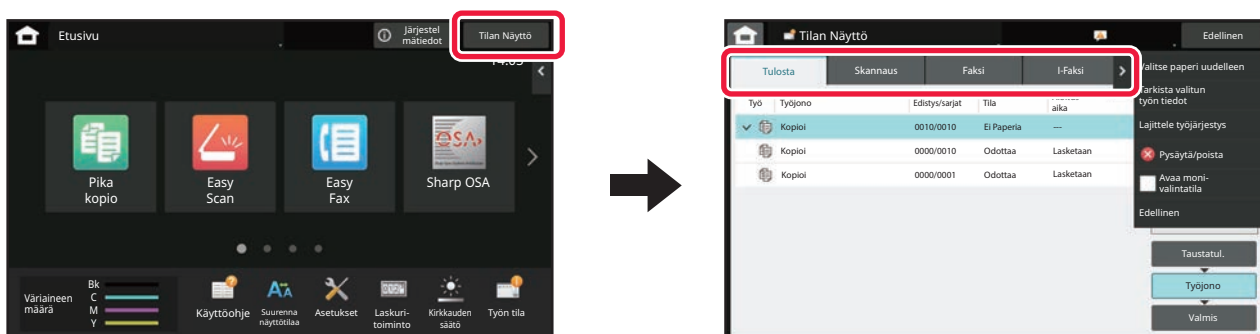 Etusivu
Järjestel
mätiedot
Tilan Näyttö
Pika
kopio
Easy
Scan
Easy
Fax
OSA
Sharp OSA
Väriaineen
määrä
Bk
C
M
Y
Käyttöohje
Suurenna
näyttötilaa
Asetukset
Laskuri-
toiminto
Kirkkauden
säätö
Työn tila
Tilan Näyttö
Edellinen
Tulosta
Skannaus
Faksi
I-Faksi
Työ
Työjono
Edistys/sarjat
Tila
aika
Kopioi
0010/0010
Ei Paperia
---
Kopioi
0000/0010
Odottaa
Lasketaan
Kopioi
0000/0001
Odottaa
Lasketaan
Valitse paperi uudelleen
Tarkista valitun
työn tiedot
Lajittele työjärjestys
Pysäytä/poista
Avaa moni-
valintatila
Edellinen
Taustatul.
Työjono
Valmis